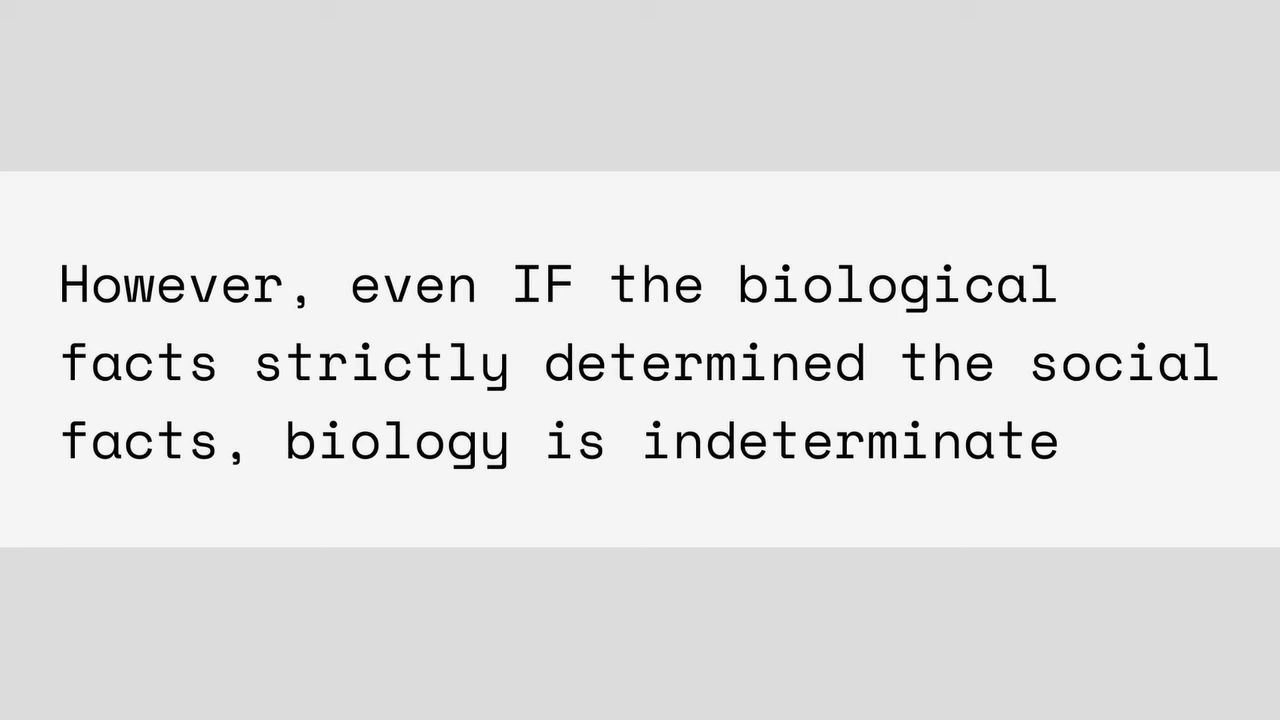 However, even IF the biological
facts strictly determined the social
facts, biology is indeterminate